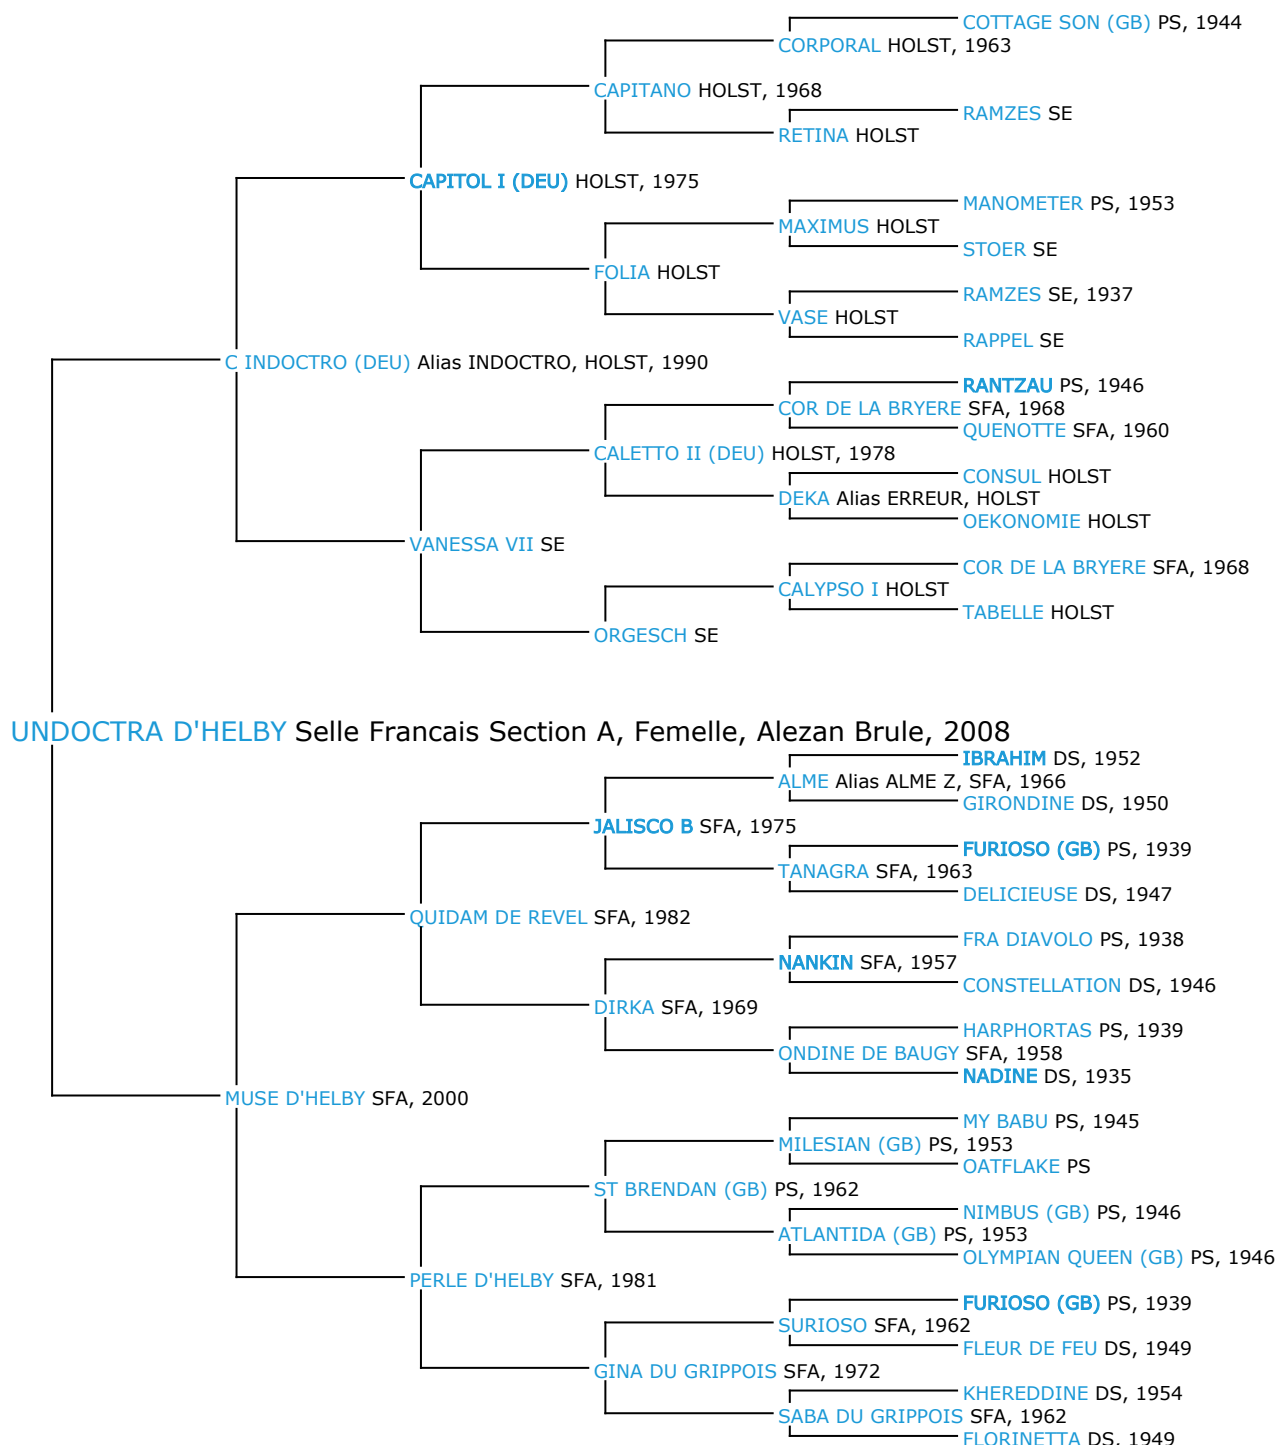 COTTAGE SON (GB) PS, 1944
CORPORAL HOLST, 1963
CAPITANO HOLST, 1968
RAMZES SE
RETINA HOLST
CAPITOL I (DEU) HOLST, 1975
MANOMETER PS, 1953
MAXIMUS HOLST
STOER SE
FOLIA HOLST
RAMZES SE, 1937
VASE HOLST
RAPPEL SE
C INDOCTRO (DEU) Alias INDOCTRO, HOLST, 1990
RANTZAU PS, 1946
COR DE LA BRYERE SFA, 1968
QUENOTTE SFA, 1960
CALETTO II (DEU) HOLST, 1978
CONSUL HOLST
DEKA Alias ERREUR, HOLST
OEKONOMIE HOLST
VANESSA VII SE
COR DE LA BRYERE SFA, 1968
CALYPSO I HOLST
TABELLE HOLST
ORGESCH SE
UNDOCTRA D'HELBY Selle Francais Section A, Femelle, Alezan Brule, 2008
IBRAHIM DS, 1952
ALME Alias ALME Z, SFA, 1966
GIRONDINE DS, 1950
JALISCO B SFA, 1975
FURIOSO (GB) PS, 1939
TANAGRA SFA, 1963
DELICIEUSE DS, 1947
QUIDAM DE REVEL SFA, 1982
FRA DIAVOLO PS, 1938
NANKIN SFA, 1957
CONSTELLATION DS, 1946
DIRKA SFA, 1969
HARPHORTAS PS, 1939
ONDINE DE BAUGY SFA, 1958
NADINE DS, 1935
MUSE D'HELBY SFA, 2000
MY BABU PS, 1945
MILESIAN (GB) PS, 1953
OATFLAKE PS
ST BRENDAN (GB) PS, 1962
NIMBUS (GB) PS, 1946
ATLANTIDA (GB) PS, 1953
OLYMPIAN QUEEN (GB) PS, 1946
PERLE D'HELBY SFA, 1981
FURIOSO (GB) PS, 1939
SURIOSO SFA, 1962
FLEUR DE FEU DS, 1949
GINA DU GRIPPOIS SFA, 1972
KHEREDDINE DS, 1954
SABA DU GRIPPOIS SFA, 1962
FLORINETTA DS, 1949